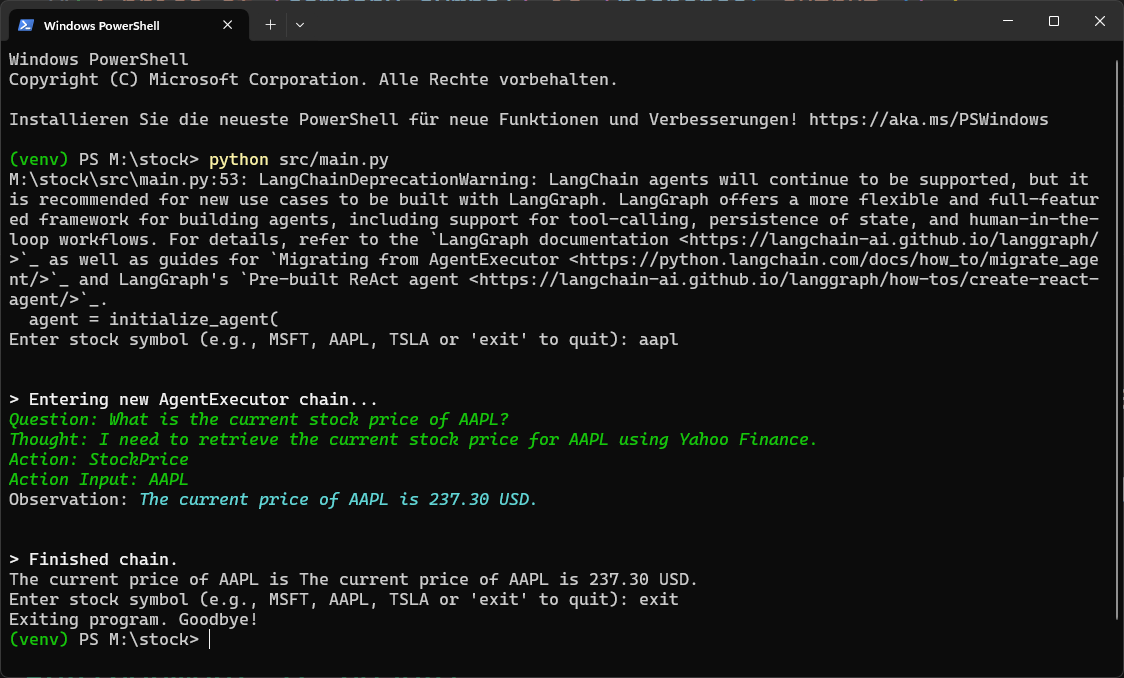 Windows PowerShell
Windows PowerShell
Copyright (C) Microsoft Corporation. Alle Rechte vorbehalten.
Installieren Sie die neueste PowerShell für neue Funktionen und Verbesserungen! https://aka.ms/PSWindows
(venv) PS M:\stock> python src/main.py
M:\stock\src\main.py:53: LangChainDeprecationWarning: LangChain agents will continue to be supported, but it
is recommended for new use cases to be built with LangGraph. LangGraph offers a more flexible and full-featur
ed framework for building agents, including support for tool-calling, persistence of state, and human-in-the-
loop workflows. For details, refer to the `LangGraph documentation <https://langchain-ai.github.io/langgraph/
>`_ as well as guides for `Migrating from AgentExecutor <https://python.langchain.com/docs/how_to/migrate_age
nt/>`_ and LangGraph's `Pre-built ReAct agent <https://langchain-ai.github.io/langgraph/how-tos/create-react-
agent/>`_.
  agent = initialize_agent(
Enter stock symbol (e.g., MSFT, AAPL, TSLA or 'exit' to quit): aapl
> Entering new AgentExecutor chain...
Question: What is the current stock price of AAPL?
Thought: I need to retrieve the current stock price for AAPL using Yahoo Finance.
Action: StockPrice
Action Input: AAPL
Observation: The current price of AAPL is 237.30 USD.
> Finished chain.
The current price of AAPL is The current price of AAPL is 237.30 USD.
Enter stock symbol (e.g., MSFT, AAPL, TSLA or 'exit' to quit): exit
Exiting program. Goodbye!
(venv) PS M:\stock>